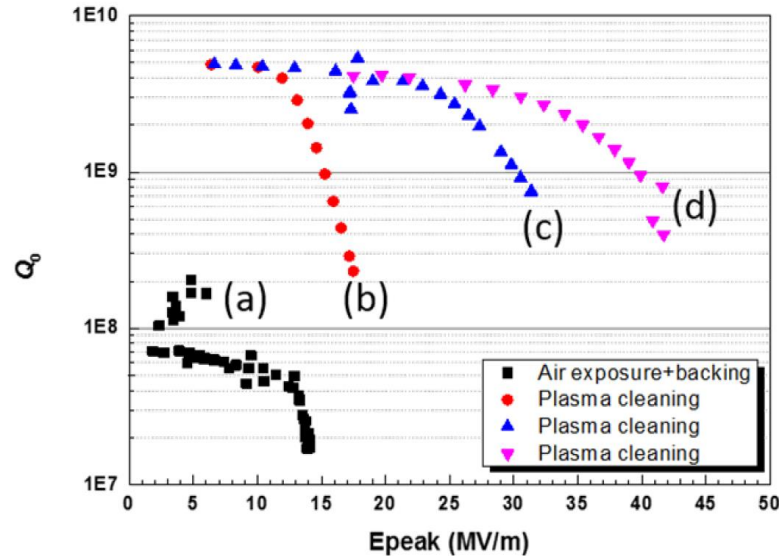 1E10
1E9
1E8
1E7
Q₀
(a)
(b)
(c)
(d)
Air exposure+backing
Plasma cleaning
Plasma cleaning
Plasma cleaning
0 5 10 15 20 25 30 35 40 45 50
Epeak (MV/m)